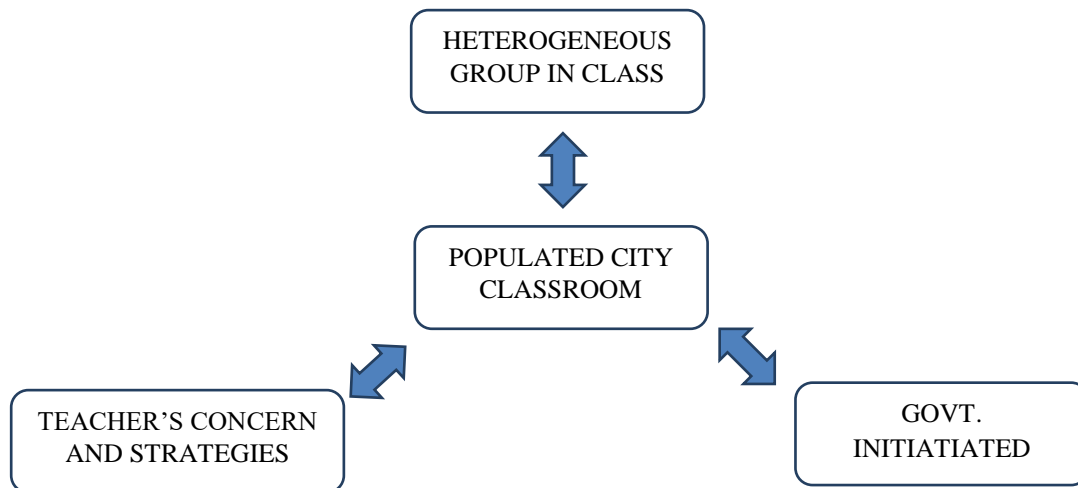 HETEROGENEOUS
GROUP IN CLASS
POPULATED CITY
CLASSROOM
TEACHER’S CONCERN
AND STRATEGIES
GOVT.
INITIATIATED